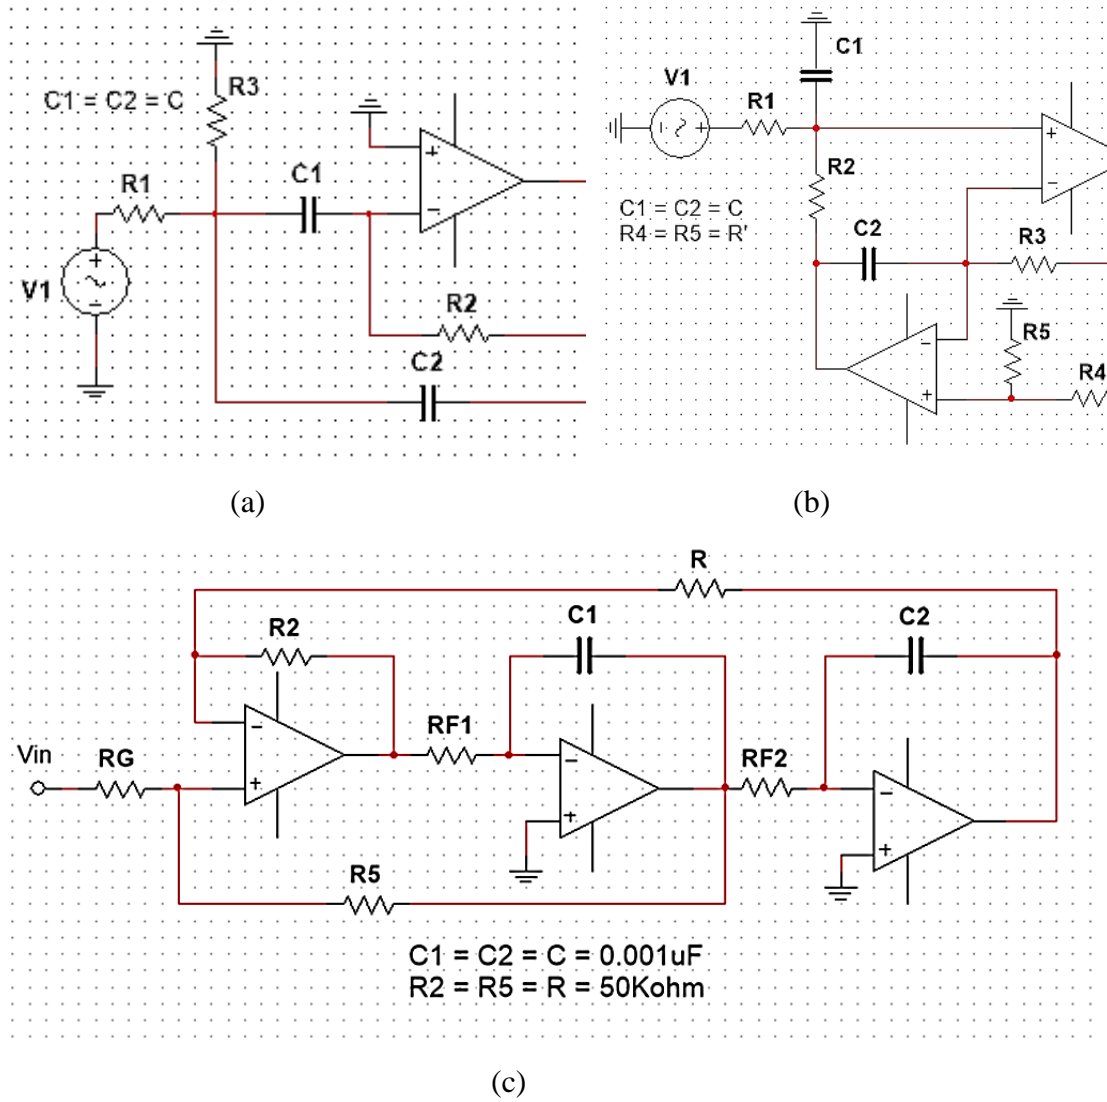 R3
C1 = C2 = C
R1
C1
+
−
+
−
V1
R2
C2
(a)
C1
V1
R1
+
+
−
R2
C1 = C2 = C
R4 = R5 = R'
C2
R3
−
R5
+
R4
(b)
R
R2
C1
C2
−
RF1
Vin
RG
+
−
RF2
+
−
+
R5
C1 = C2 = C = 0.001uF
R2 = R5 = R = 50Kohm
(c)